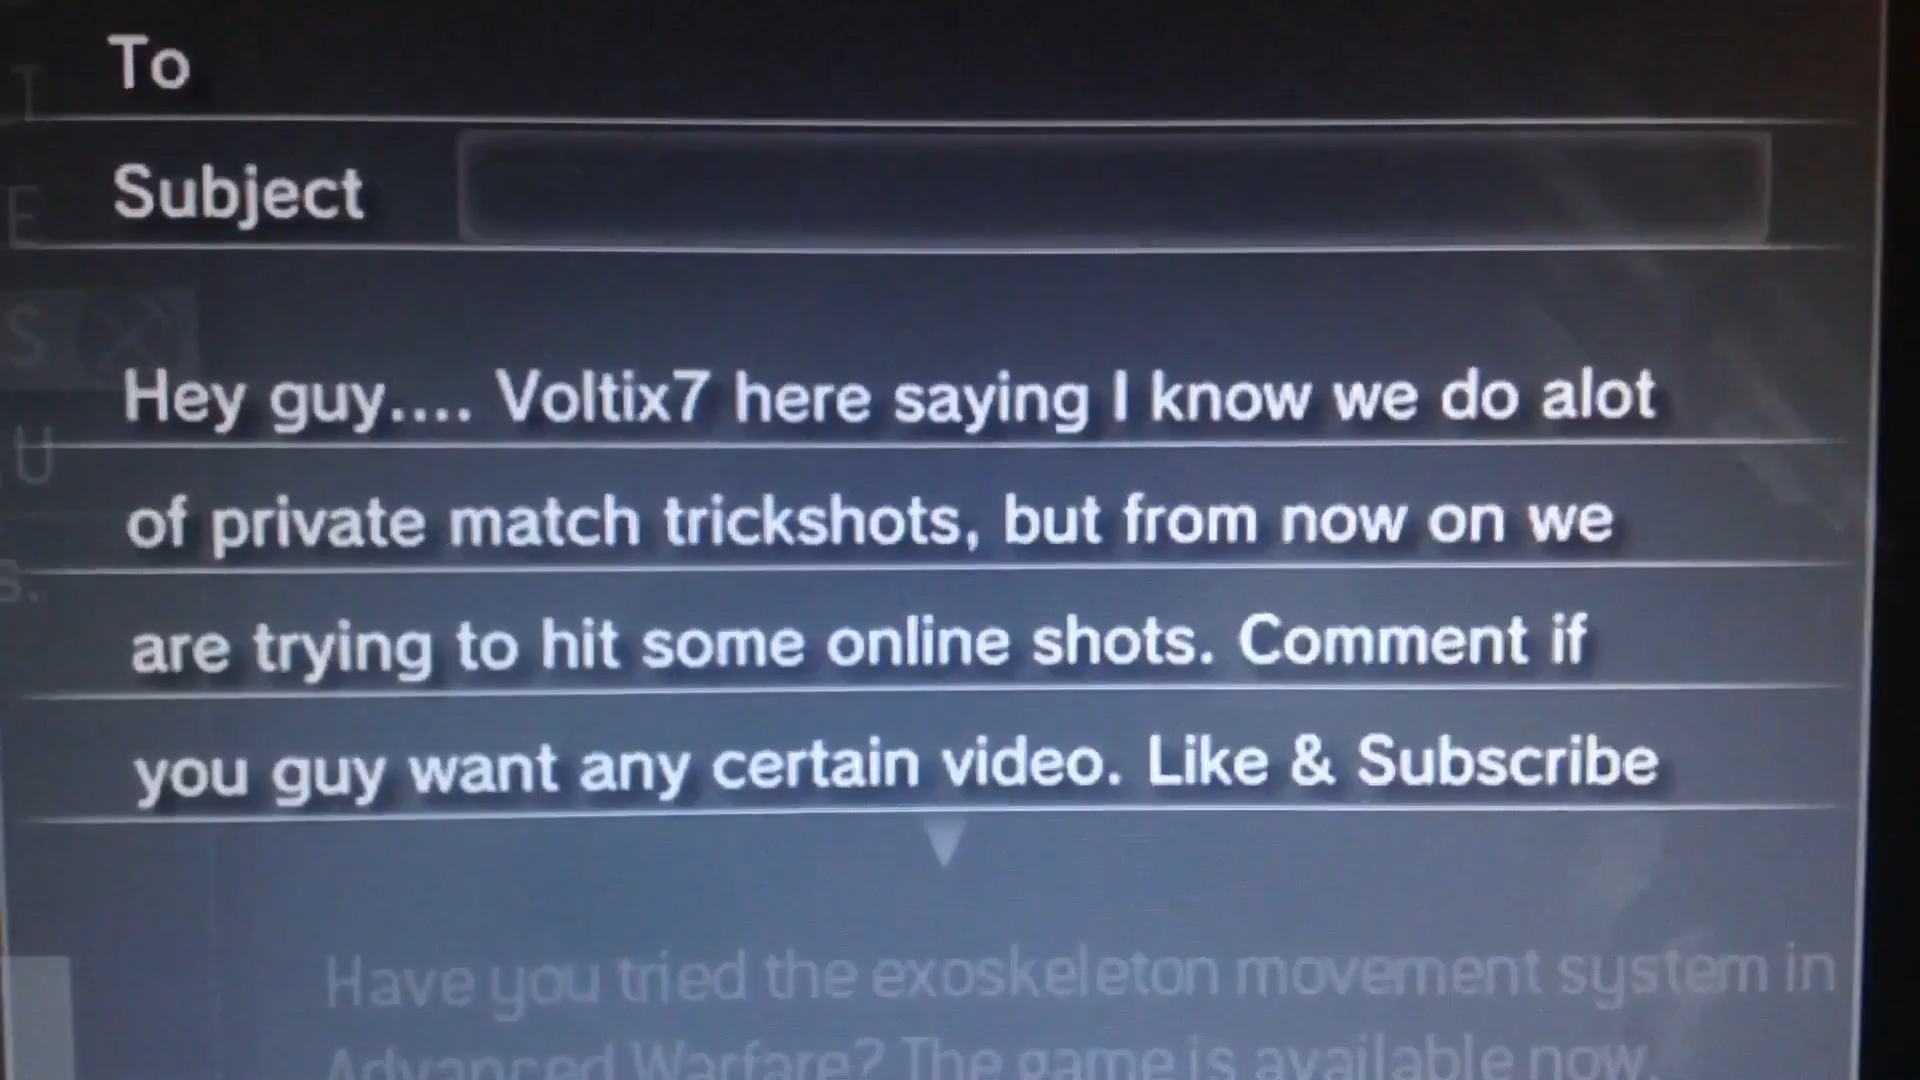 To
Subject
Hey guy.... Voltix7 here saying I know we do alot
of private match trickshots, but from now on we
are trying to hit some online shots. Comment if
you guy want any certain video. Like & Subscribe
Have you tried the exoskeleton movement system in
Advanced Warfare? The game is available now.